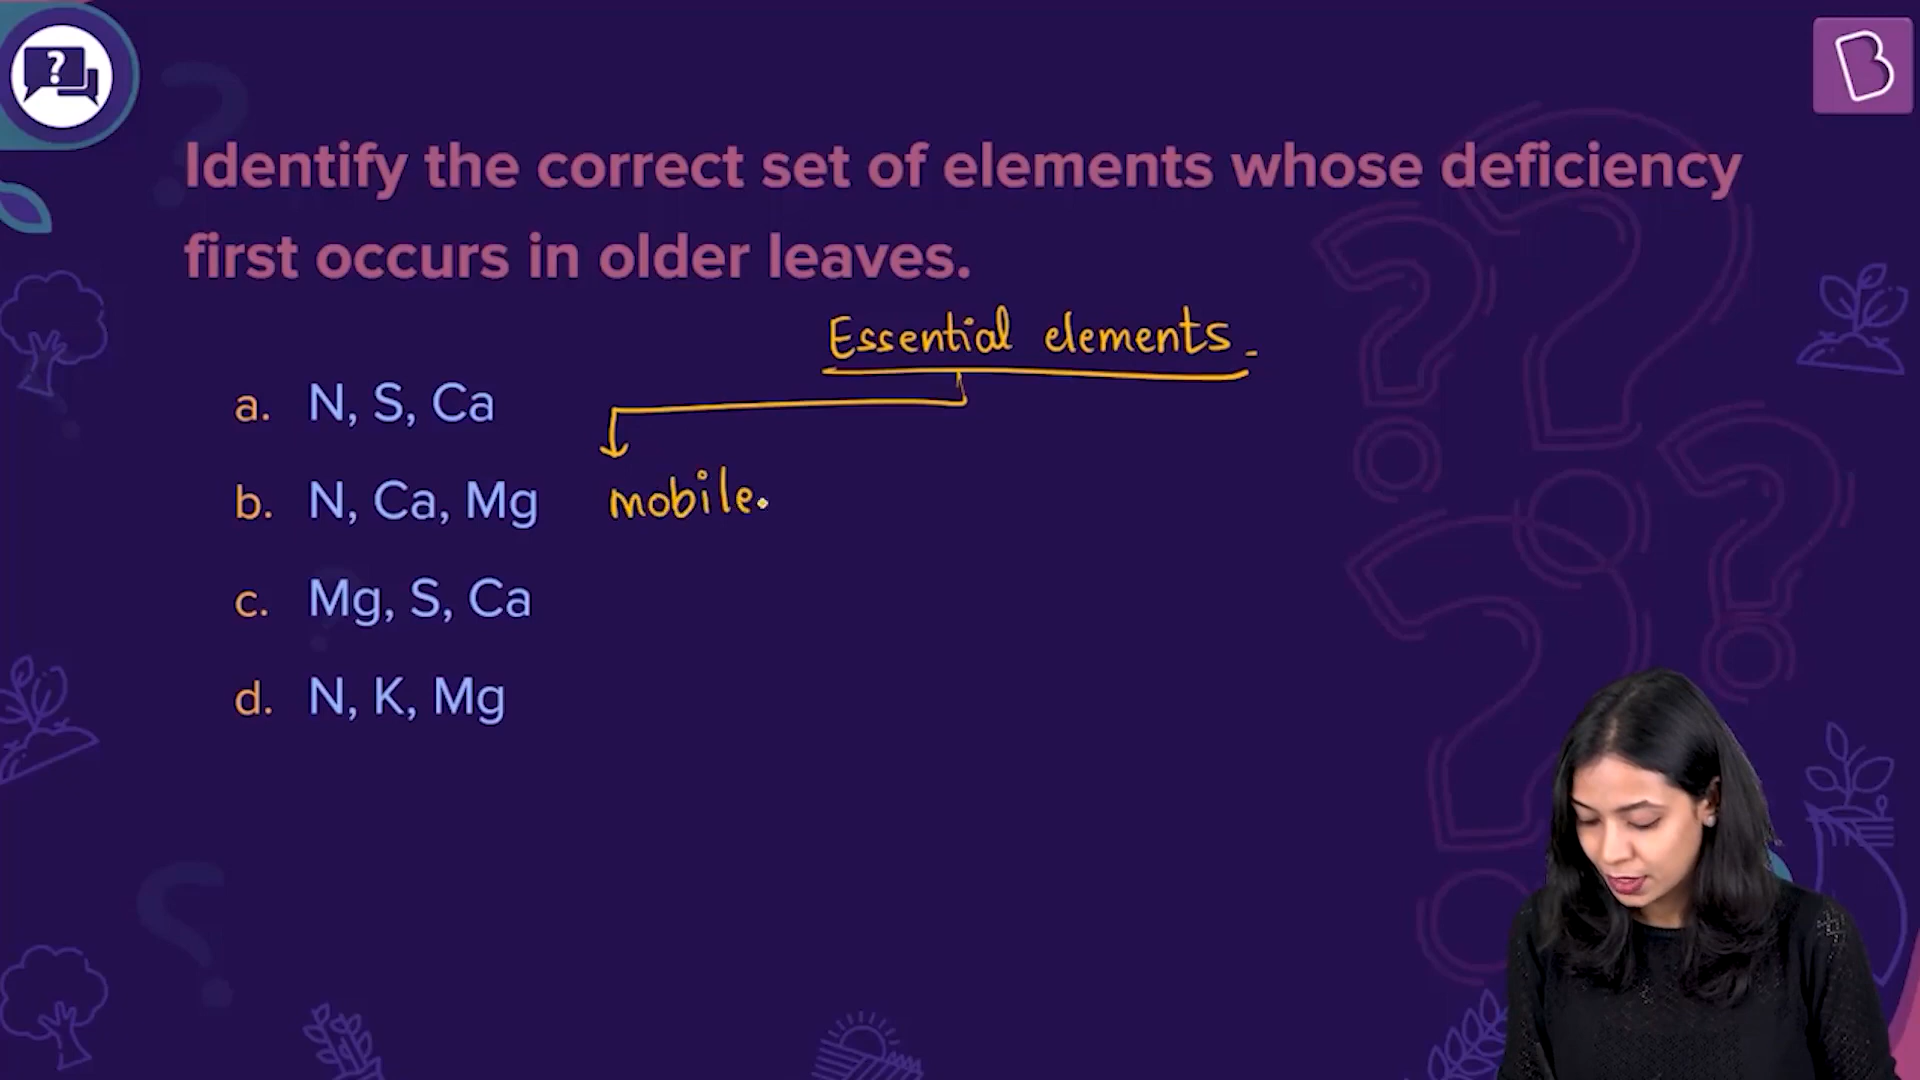 ?
B
Identify the correct set of elements whose deficiency
first occurs in older leaves.
Essential elements.
a. N, S, Ca
b. N, Ca, Mg
mobile.
c. Mg, S, Ca
d. N, K, Mg